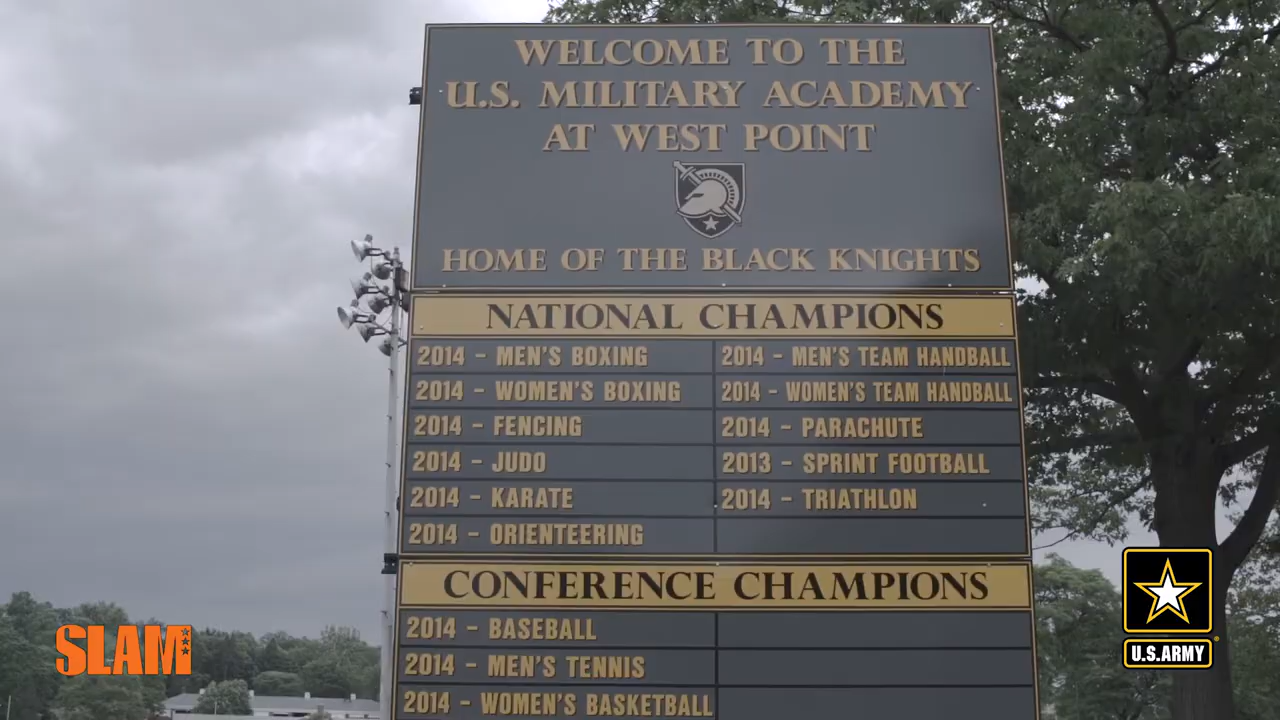 WELCOME TO THE
U.S. MILITARY ACADEMY
AT WEST POINT
HOME OF THE BLACK KNIGHTS
NATIONAL CHAMPIONS
2014 - MEN'S BOXING
2014 - WOMEN'S BOXING
2014 - FENCING
2014 - JUDO
2014 - KARATE
2014 - ORIENTEERING
2014 - MEN'S TEAM HANDBALL
2014 - WOMEN'S TEAM HANDBALL
2014 - PARACHUTE
2013 - SPRINT FOOTBALL
2014 - TRIATHLON
CONFERENCE CHAMPIONS
2014 - BASEBALL
2014 - MEN'S TENNIS
2014 - WOMEN'S BASKETBALL
SLAM
U.S.ARMY